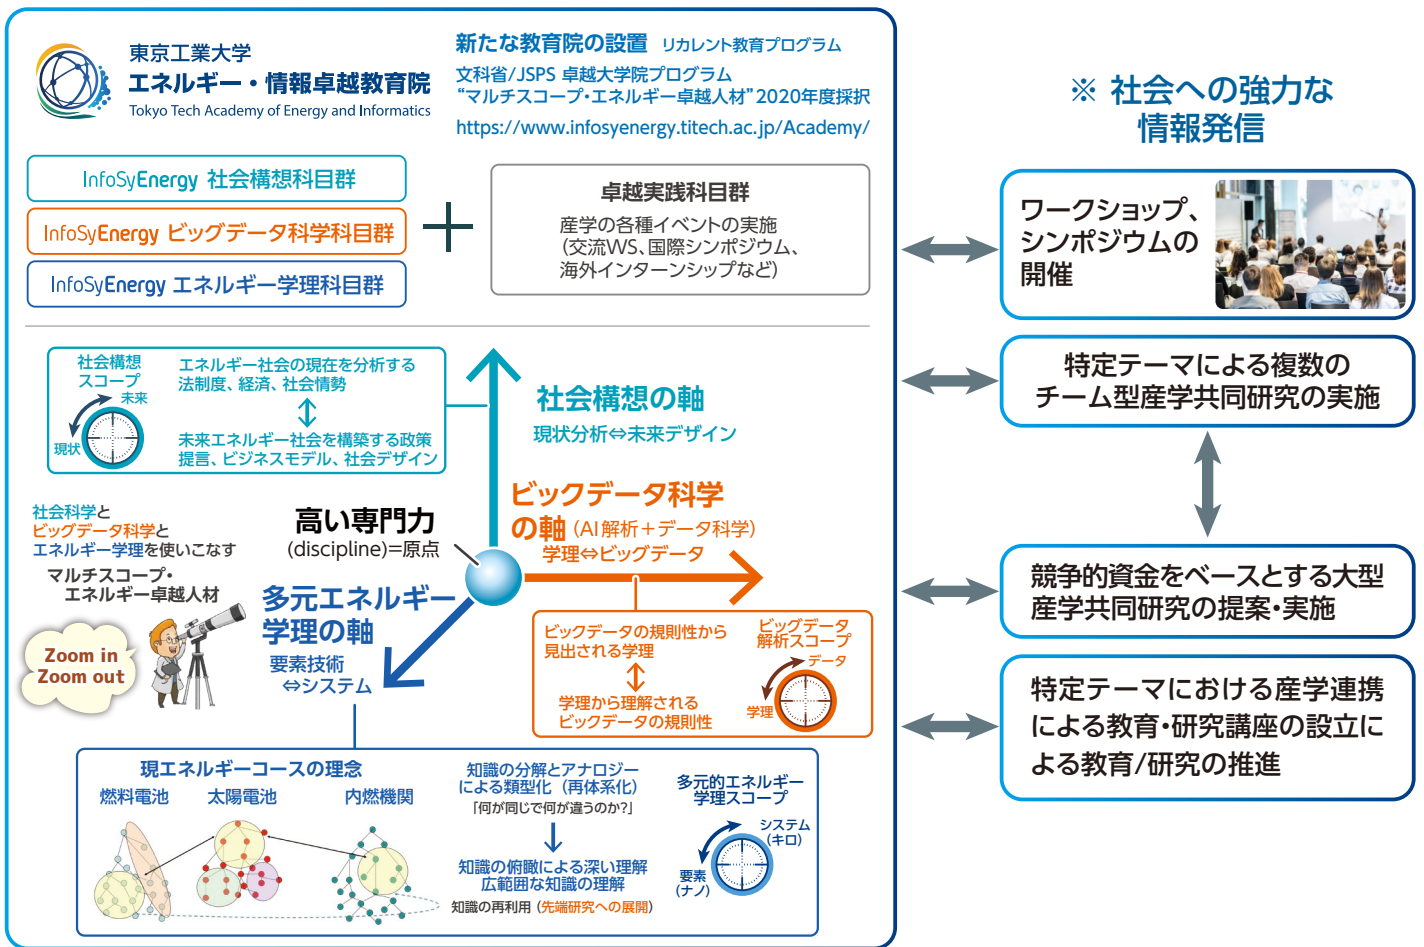 東京工業大学
エネルギー・情報卓越教育院
Tokyo Tech Academy of Energy and Informatics
新たな教育院の設置 リカレント教育プログラム
文科省/JSPS 卓越大学院プログラム
“マルチスコープ・エネルギー卓越人材”2020年度採択
https://www.infosyenergy.titech.ac.jp/Academy/
InfoSyEnergy 社会構想科目群
InfoSyEnergy ビッグデータ科学科目群
InfoSyEnergy エネルギー学理科目群
卓越実践科目群
産学の各種イベントの実施
(交流WS、国際シンポジウム、
海外インターンシップなど)
社会構想
スコープ
未来
現状
エネルギー社会の現在を分析する
法制度、経済、社会情勢
未来エネルギー社会を構築する政策
提言、ビジネスモデル、社会デザイン
社会構想の軸
現状分析⇔未来デザイン
ビックデータ科学
の軸 (AI解析+データ科学)
学理⇔ビッグデータ
高い専門力
(discipline)=原点
社会科学と
ビッグデータ科学と
エネルギー学理を使いこなす
マルチスコープ・
エネルギー卓越人材
Zoom in
Zoom out
多元エネルギー
学理の軸
要素技術
⇔システム
ビックデータの規則性から
見出される学理
学理から理解される
ビックデータの規則性
ビッグデータ
解析スコープ
データ
学理
現エネルギーコースの理念
燃料電池 太陽電池 内燃機関
知識の分解とアナロジー
による類型化（再体系化）
「何が同じで何が違うのか?」
知識の俯瞰による深い理解
広範囲な知識の理解
知識の再利用（先端研究への展開）
多元的エネルギー
学理スコープ
システム
(キロ)
要素
(ナノ)
※ 社会への強力な
情報発信
ワークショップ、
シンポジウムの
開催
特定テーマによる複数の
チーム型産学共同研究の実施
競争的資金をベースとする大型
産学共同研究の提案・実施
特定テーマにおける産学連携
による教育・研究講座の設立に
よる教育/研究の推進